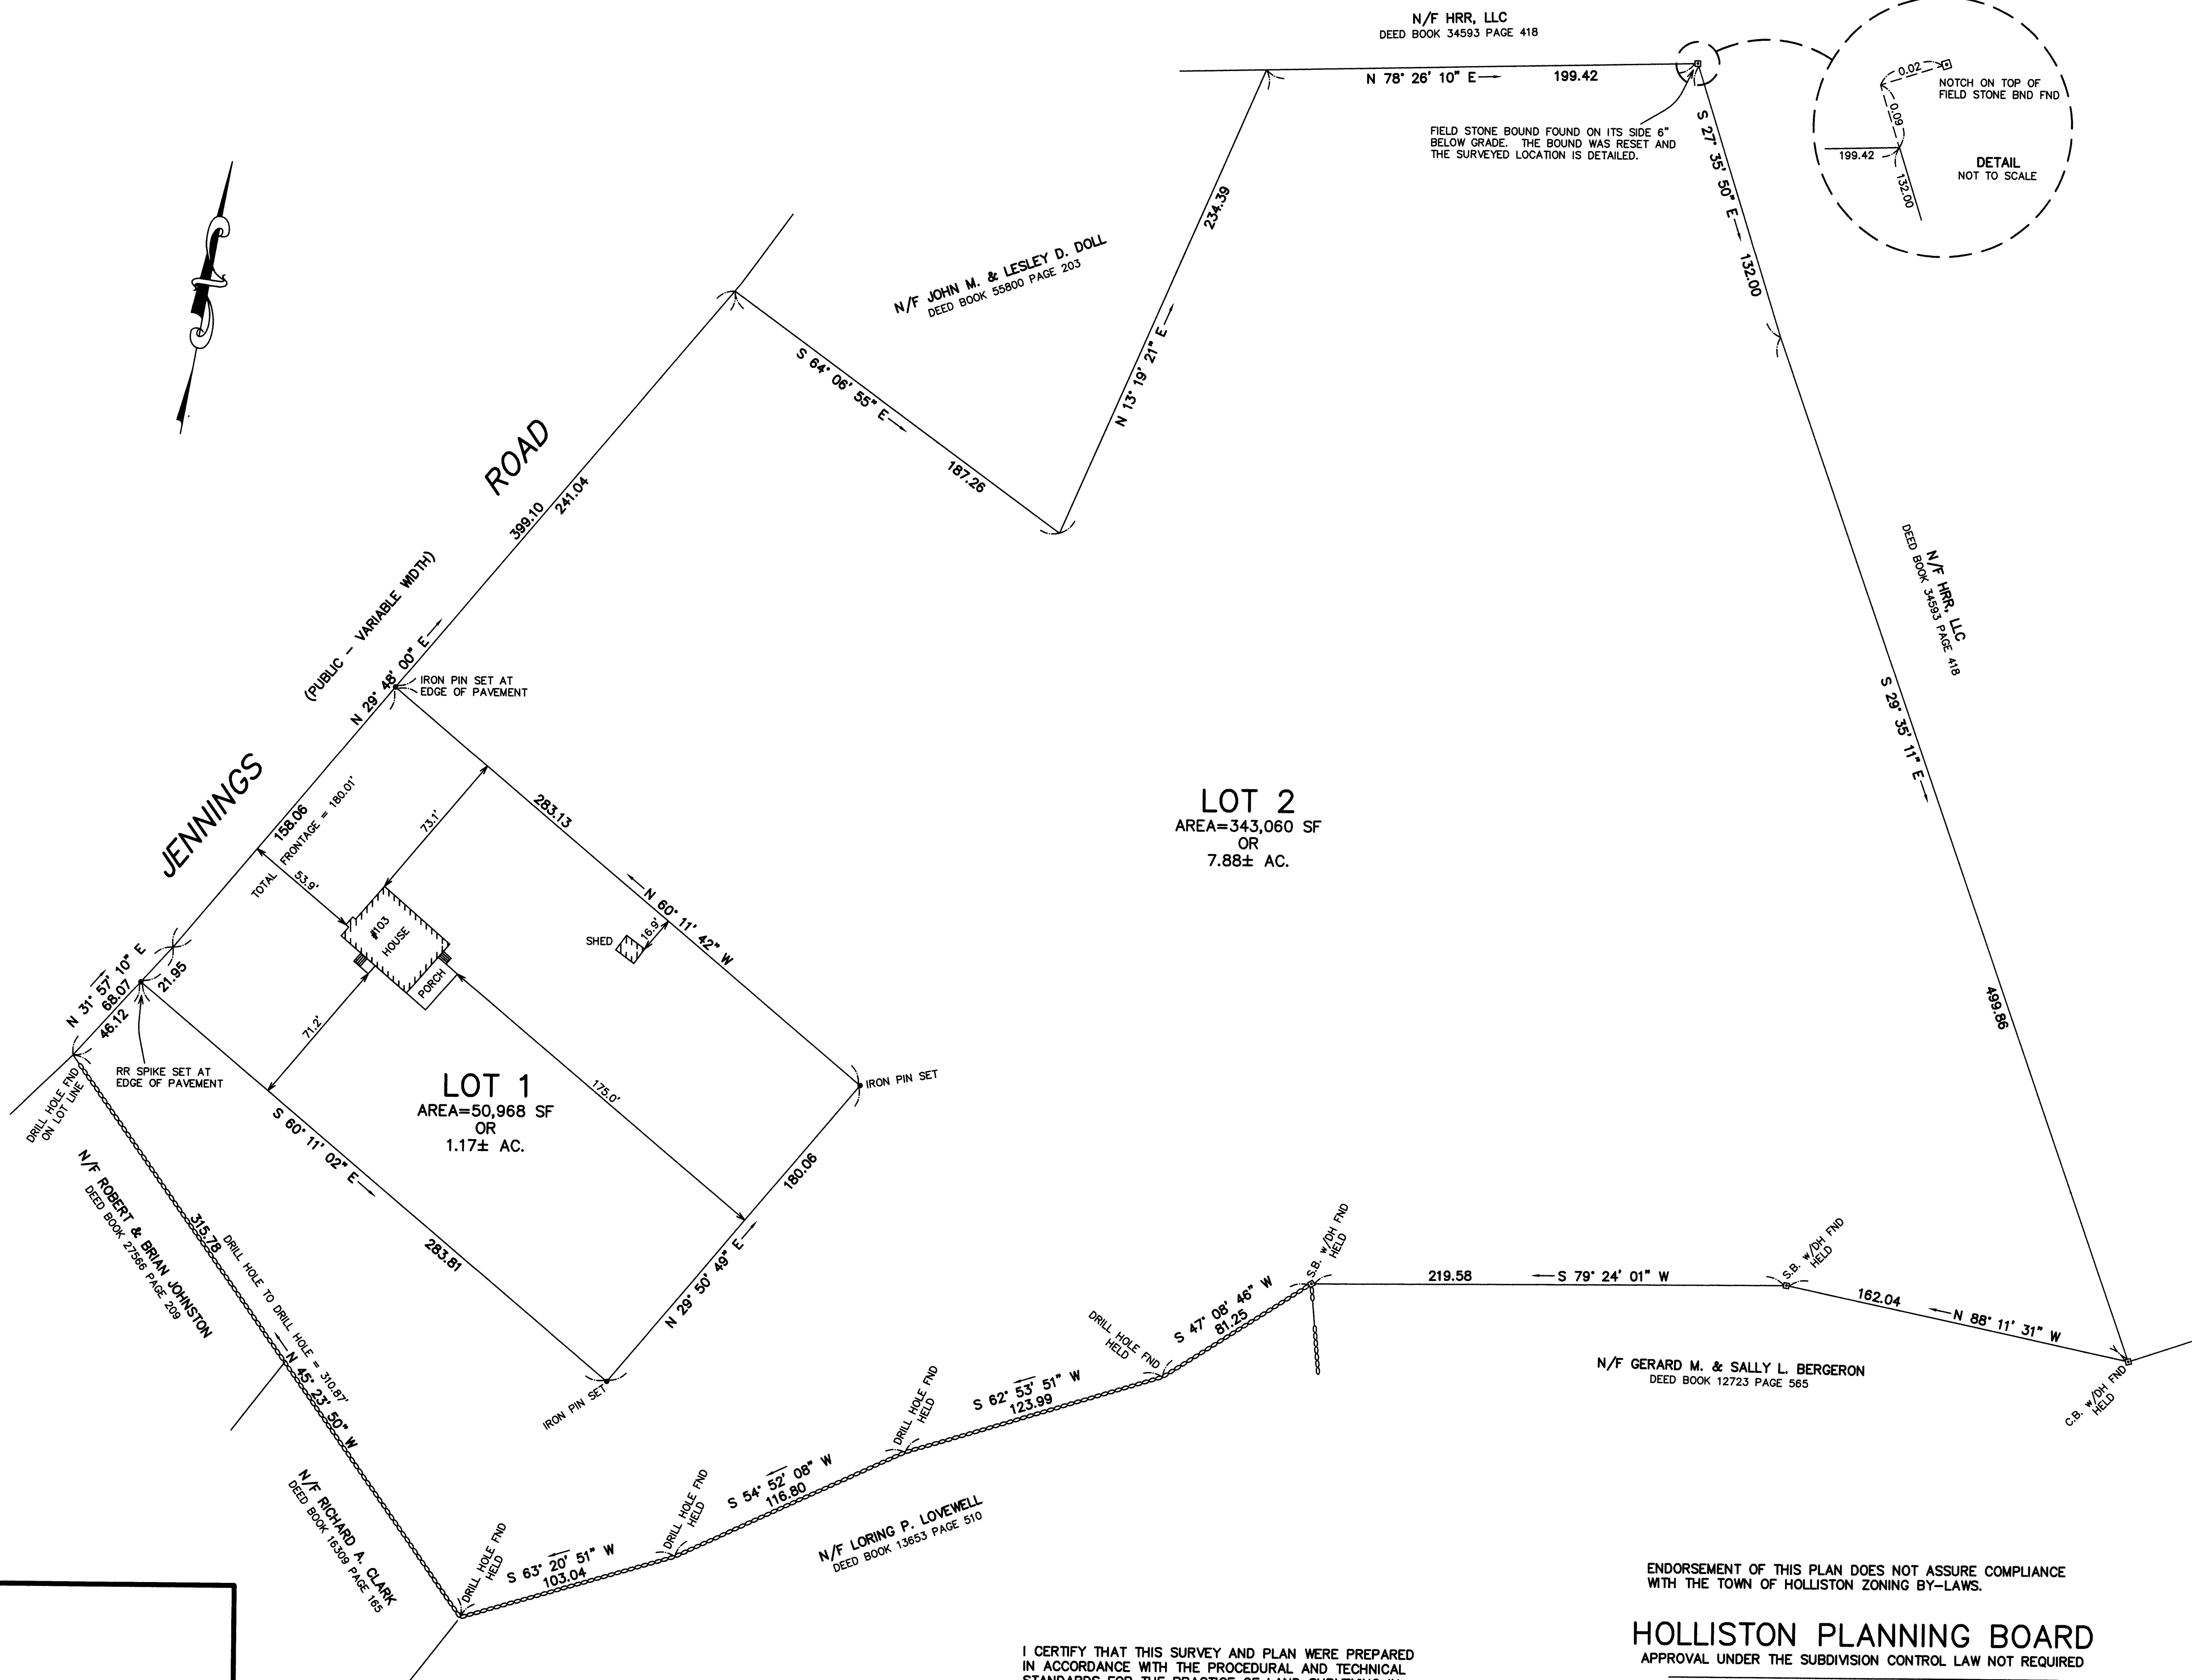 N/F HRR, LLC
DEED BOOK 34593 PAGE 418
N 78° 26' 10" E
199.42
0.02
NOTCH ON TOP OF
FIELD STONE BND FND
0.09
199.42
132.00
DETAIL
NOT TO SCALE
FIELD STONE BOUND FOUND ON ITS SIDE 6"
BELOW GRADE. THE BOUND WAS RESET AND
THE SURVEYED LOCATION IS DETAILED.
S 27° 35' 50" E
132.00
234.39
N 13° 19' 21" E
N/F JOHN M. & LESLEY D. DOLL
DEED BOOK 55800 PAGE 203
S 64° 06' 55" E
187.26
JENNINGS ROAD
(PUBLIC - VARIABLE WIDTH)
399.10
241.04
N 29° 48' 00" E
IRON PIN SET AT
EDGE OF PAVEMENT
158.06
TOTAL FRONTAGE = 180.01'
53.9'
73.1'
283.13
N 60° 11' 42" W
#103
HOUSE
PORCH
SHED
16.9'
N 31° 57' 10" E
68.07
46.12
21.95
71.2'
175.0'
RR SPIKE SET AT
EDGE OF PAVEMENT
DRILL HOLE FND
ON LOT LINE
LOT 1
AREA=50,968 SF
OR
1.17± AC.
IRON PIN SET
180.06
N 29° 50' 49" E
S 60° 11' 02" E
283.81
IRON PIN SET
LOT 2
AREA=343,060 SF
OR
7.88± AC.
N/F HRR, LLC
DEED BOOK 34593 PAGE 418
S 29° 35' 11" E
499.86
N/F ROBERT & BRIAN JOHNSTON
DEED BOOK 27566 PAGE 209
315.78
DRILL HOLE TO DRILL HOLE = 310.87'
N 45° 23' 50" W
N/F RICHARD A. CLARK
DEED BOOK 16309 PAGE 165
DRILL HOLE FND
HELD
S 63° 20' 51" W
103.04
DRILL HOLE FND
HELD
S 54° 52' 08" W
116.80
DRILL HOLE FND
HELD
S 62° 53' 51" W
123.99
DRILL HOLE FND
HELD
S 47° 08' 46" W
81.25
S.B. w/DH FND
HELD
219.58
S 79° 24' 01" W
S.B. w/DH FND
HELD
162.04
N 88° 11' 31" W
C.B. w/DH FND
HELD
N/F GERARD M. & SALLY L. BERGERON
DEED BOOK 12723 PAGE 565
N/F LORING P. LOVEWELL
DEED BOOK 13653 PAGE 510
ENDORSEMENT OF THIS PLAN DOES NOT ASSURE COMPLIANCE
WITH THE TOWN OF HOLLISTON ZONING BY-LAWS.
HOLLISTON PLANNING BOARD
APPROVAL UNDER THE SUBDIVISION CONTROL LAW NOT REQUIRED
I CERTIFY THAT THIS SURVEY AND PLAN WERE PREPARED
IN ACCORDANCE WITH THE PROCEDURAL AND TECHNICAL
STANDARDS FOR THE PRACTICE OF LAND SURVEYING IN